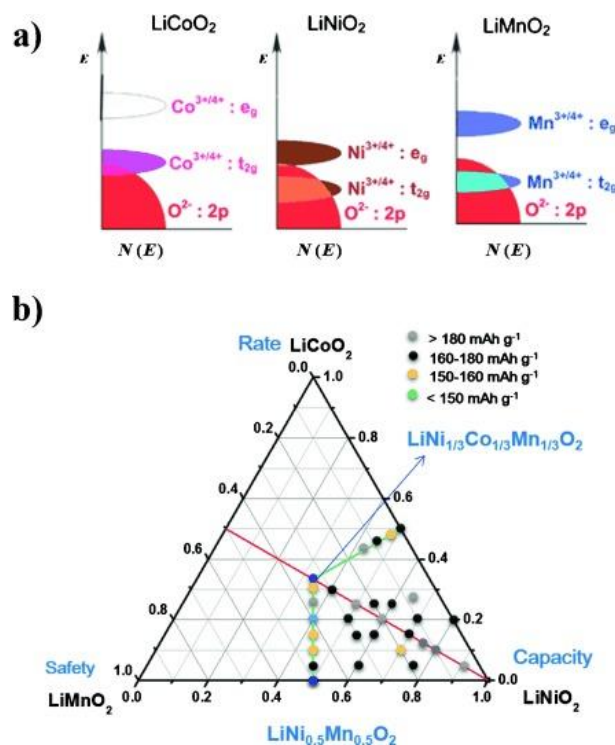 a)
LiCoO₂
LiNiO₂
LiMnO₂
E
E
E
Co³⁺/⁴⁺ : e_g
Co³⁺/⁴⁺ : t₂g
O²⁻ : 2p
N (E)
Ni³⁺/⁴⁺ : e_g
Ni³⁺/⁴⁺ : t₂g
O²⁻ : 2p
N (E)
Mn³⁺/⁴⁺ : e_g
Mn³⁺/⁴⁺ : t₂g
O²⁻ : 2p
N (E)
b)
Rate
LiCoO₂
0.0
1.0
> 180 mAh g⁻¹
160-180 mAh g⁻¹
150-160 mAh g⁻¹
< 150 mAh g⁻¹
LiNi₁/₃Co₁/₃Mn₁/₃O₂
0.2
0.8
0.4
0.6
0.6
0.4
0.8
0.2
Safety
1.0
0.0
Capacity
LiMnO₂
0.0
0.2
0.4
0.6
0.8
1.0
LiNiO₂
LiNi₀.₅Mn₀.₅O₂